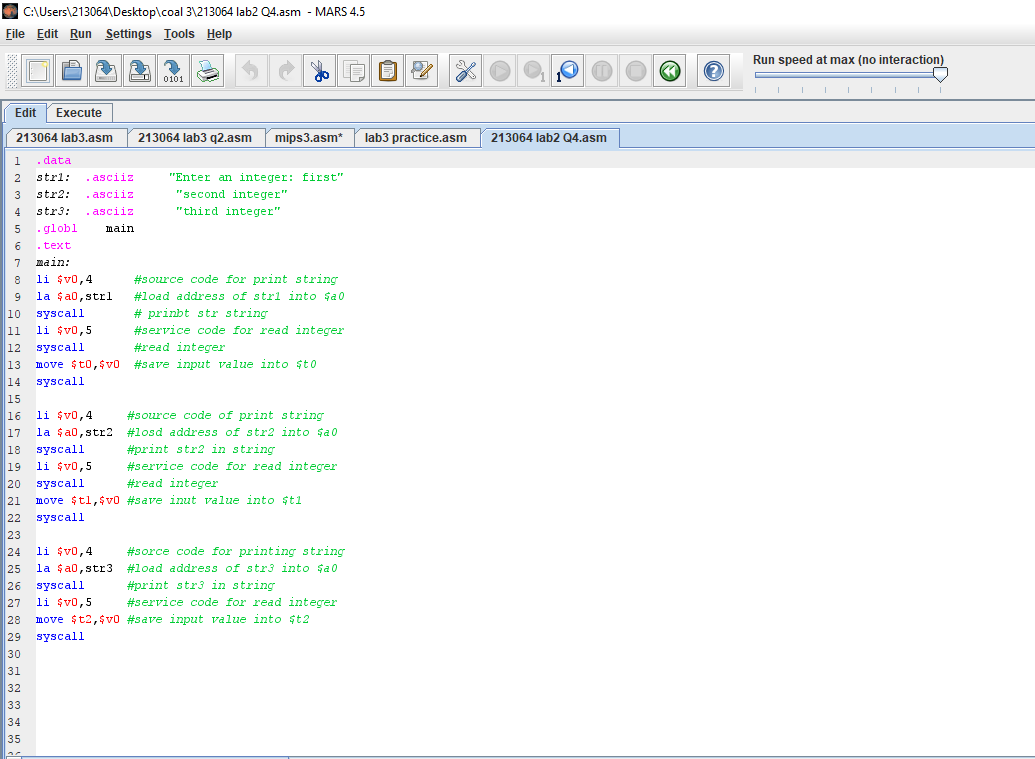 C:\Users\213064\Desktop\coal 3\213064 lab2 Q4.asm - MARS 4.5
File Edit Run Settings Tools Help
0101
1
1
Run speed at max (no interaction)
Edit Execute
213064 lab3.asm 213064 lab3 q2.asm mips3.asm* lab3 practice.asm 213064 lab2 Q4.asm
1 .data
2 str1: .asciiz "Enter an integer: first"
3 str2: .asciiz "second integer"
4 str3: .asciiz "third integer"
5 .globl main
6 .text
7 main:
8 li $v0,4 #source code for print string
9 la $a0,str1 #load address of str1 into $a0
10 syscall # prinbt str string
11 li $v0,5 #service code for read integer
12 syscall #read integer
13 move $t0,$v0 #save input value into $t0
14 syscall
15
16 li $v0,4 #source code of print string
17 la $a0,str2 #losd address of str2 into $a0
18 syscall #print str2 in string
19 li $v0,5 #service code for read integer
20 syscall #read integer
21 move $t1,$v0 #save inut value into $t1
22 syscall
23
24 li $v0,4 #sorce code for printing string
25 la $a0,str3 #load address of str3 into $a0
26 syscall #print str3 in string
27 li $v0,5 #service code for read integer
28 move $t2,$v0 #save input value into $t2
29 syscall
30
31
32
33
34
35